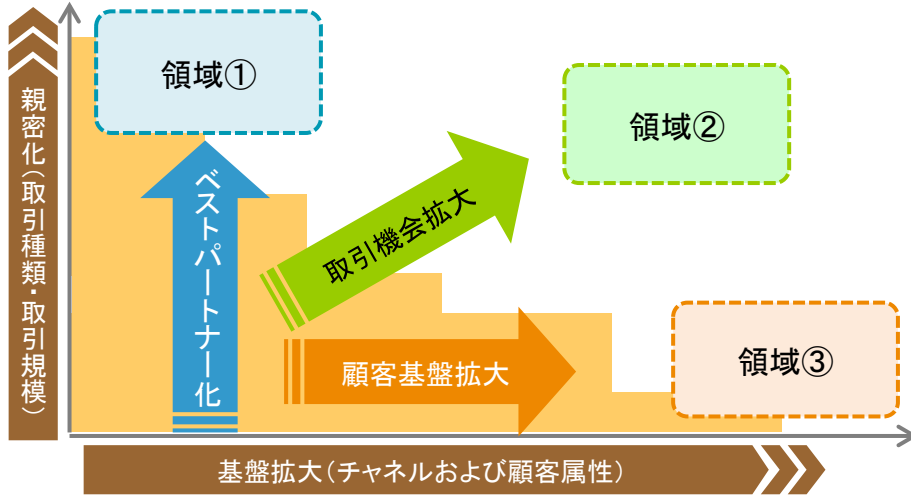 親密化(取引種類・取引規模)
領域①
領域②
ベストパートナー化
取引機会拡大
顧客基盤拡大
領域③
基盤拡大(チャネルおよび顧客属性)